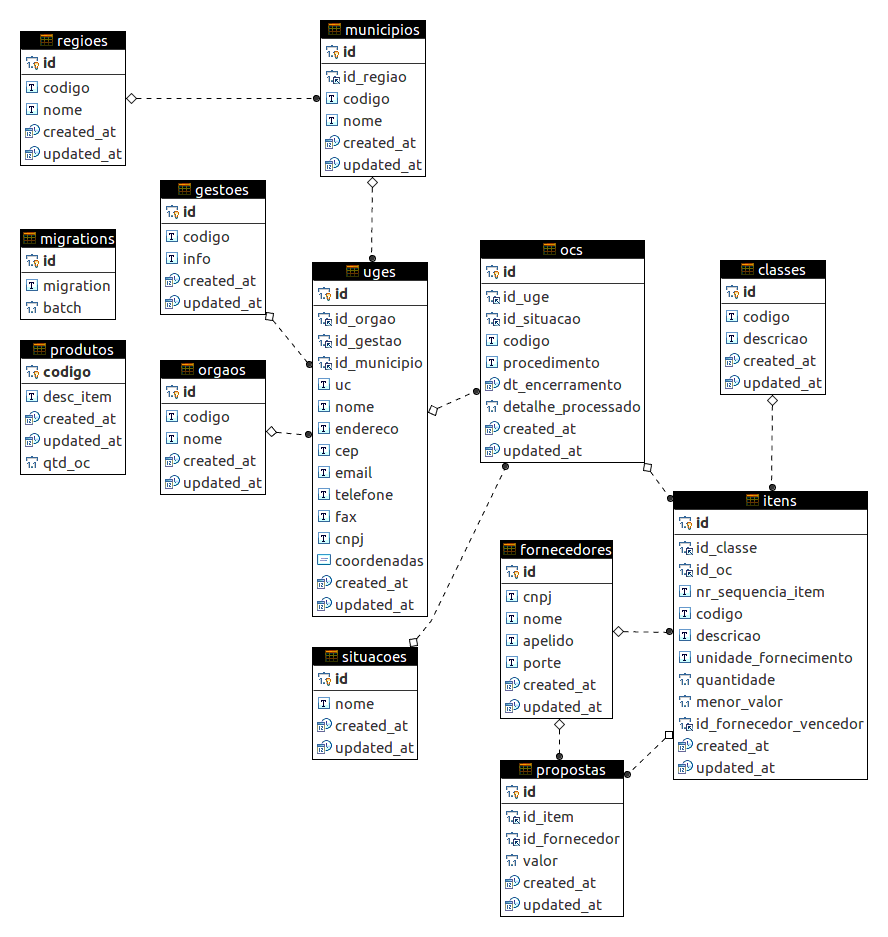 regioes
id
codigo
nome
created_at
updated_at
municipios
id
id_regiao
codigo
nome
created_at
updated_at
gestoes
id
codigo
info
created_at
updated_at
migrations
id
migration
batch
produtos
codigo
desc_item
created_at
updated_at
qtd_oc
orgaos
id
codigo
nome
created_at
updated_at
uges
id
id_orgao
id_gestao
id_municipio
uc
nome
endereco
cep
email
telefone
fax
cnpj
coordenadas
created_at
updated_at
ocs
id
id_uge
id_situacao
codigo
procedimento
dt_encerramento
detalhe_processado
created_at
updated_at
classes
id
codigo
descricao
created_at
updated_at
itens
id
id_classe
id_oc
nr_sequencia_item
codigo
descricao
unidade_fornecimento
quantidade
menor_valor
id_fornecedor_vencedor
created_at
updated_at
fornecedores
id
cnpj
nome
apelido
porte
created_at
updated_at
situacoes
id
nome
created_at
updated_at
propostas
id
id_item
id_fornecedor
valor
created_at
updated_at